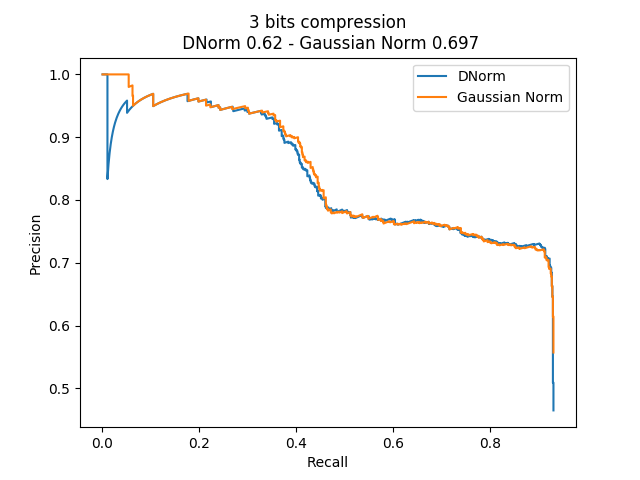 3 bits compression
DNorm 0.62 - Gaussian Norm 0.697
DNorm
Gaussian Norm
1.0
0.9
0.8
0.7
0.6
0.5
Precision
0.0
0.2
0.4
0.6
0.8
Recall